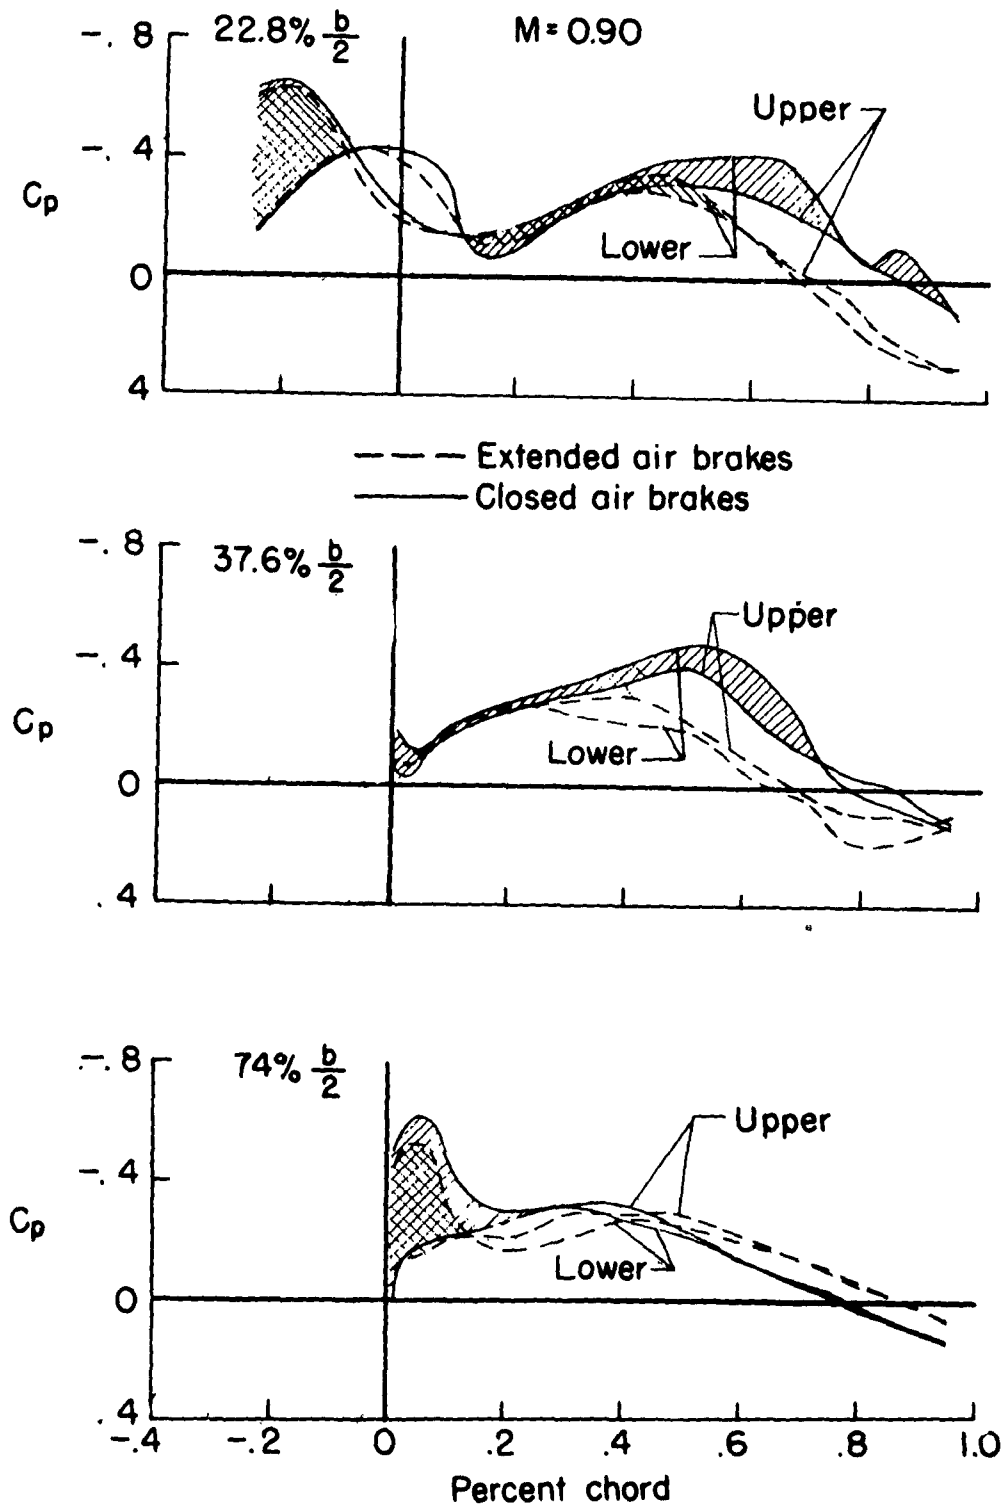 -.8
22.8% b/2
M = 0.90
Upper
-.4
Cp
Lower
0
4
Extended air brakes
Closed air brakes
-.8
37.6% b/2
Upper
-.4
Cp
Lower
0
.4
-.8
74% b/2
Upper
-.4
Cp
Lower
0
.4
-.4 -.2 0 .2 .4 .6 .8 1.0
Percent chord